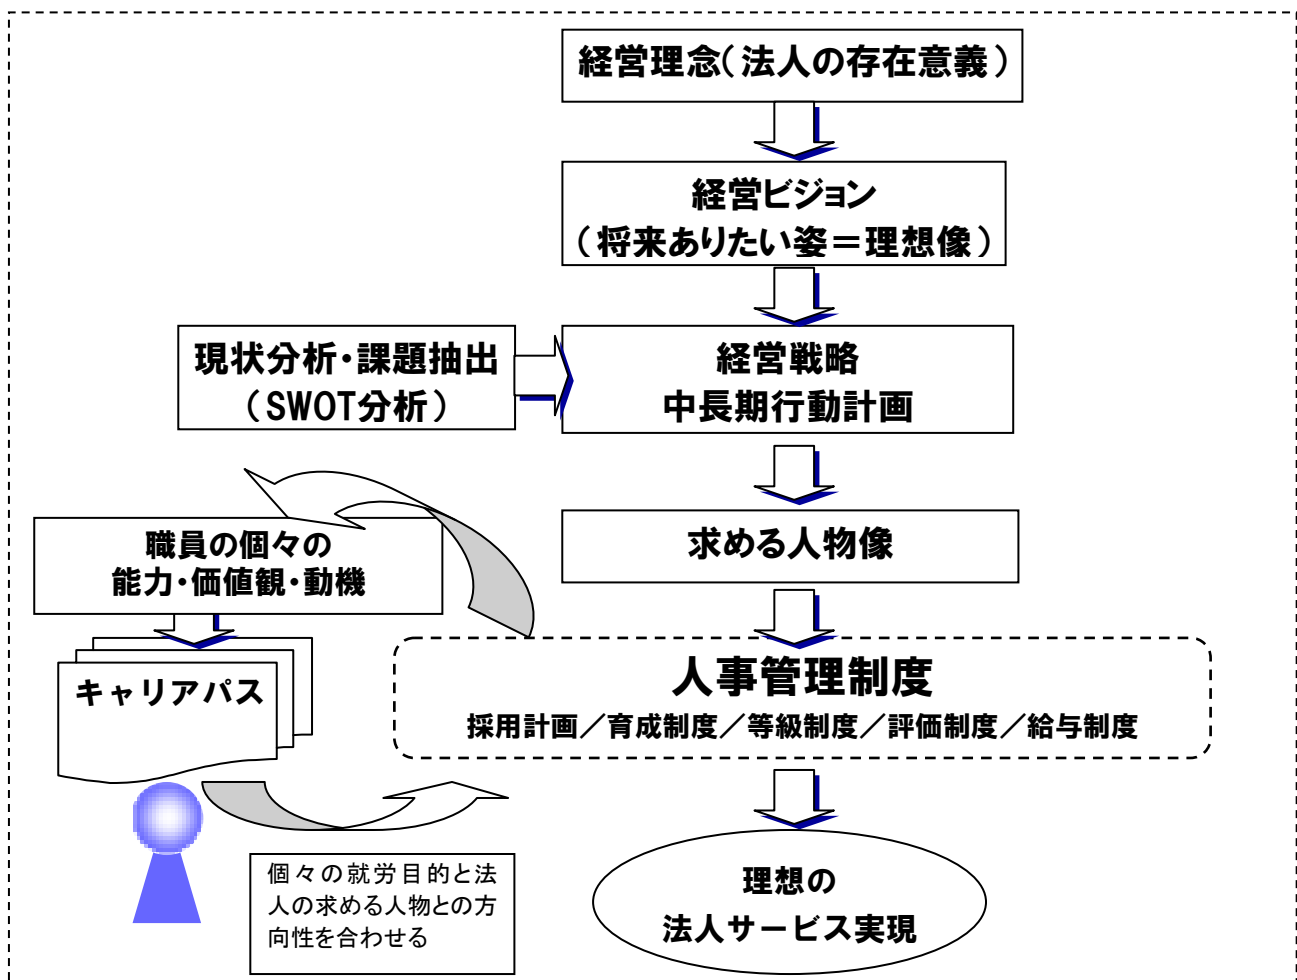 経営理念(法人の存在意義)
経営ビジョン
(将来ありたい姿=理想像)
現状分析・課題抽出
(SWOT分析)
経営戦略
中長期行動計画
求める人物像
職員の個々の
能力・価値観・動機
キャリアパス
人事管理制度
採用計画/育成制度/等級制度/評価制度/給与制度
個々の就労目的と法
人の求める人物との方
向性を合わせる
理想の
法人サービス実現